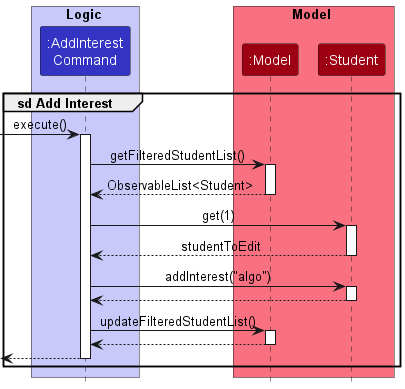 Logic
Model
:AddInterest
Command
:Model
:Student
sd Add Interest
execute()
getFilteredStudentList()
ObservableList<Student>
get(1)
studentToEdit
addInterest("algo")
updateFilteredStudentList()